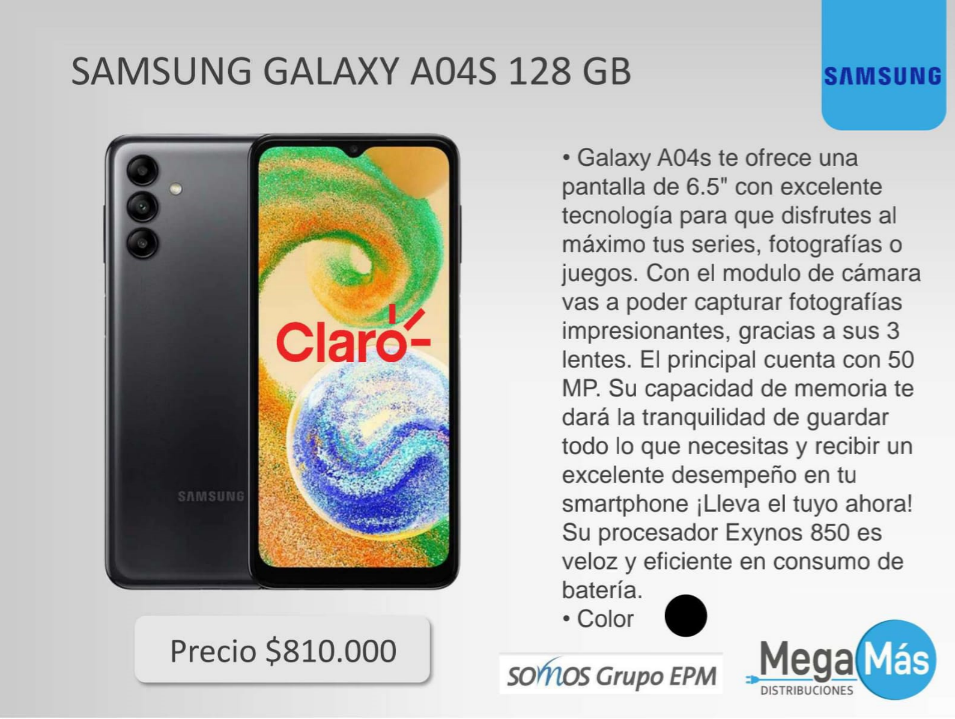 SAMSUNG GALAXY A04S 128 GB
SAMSUNG
• Galaxy A04s te ofrece una
pantalla de 6.5" con excelente
tecnología para que disfrutes al
máximo tus series, fotografías o
juegos. Con el modulo de cámara
vas a poder capturar fotografías
impresionantes, gracias a sus 3
lentes. El principal cuenta con 50
MP. Su capacidad de memoria te
dará la tranquilidad de guardar
todo lo que necesitas y recibir un
excelente desempeño en tu
smartphone ¡Lleva el tuyo ahora!
Su procesador Exynos 850 es
veloz y eficiente en consumo de
batería.
• Color
Claro
SAMSUNG
Precio $810.000
SOMOS Grupo EPM
Mega Más
DISTRIBUCIONES